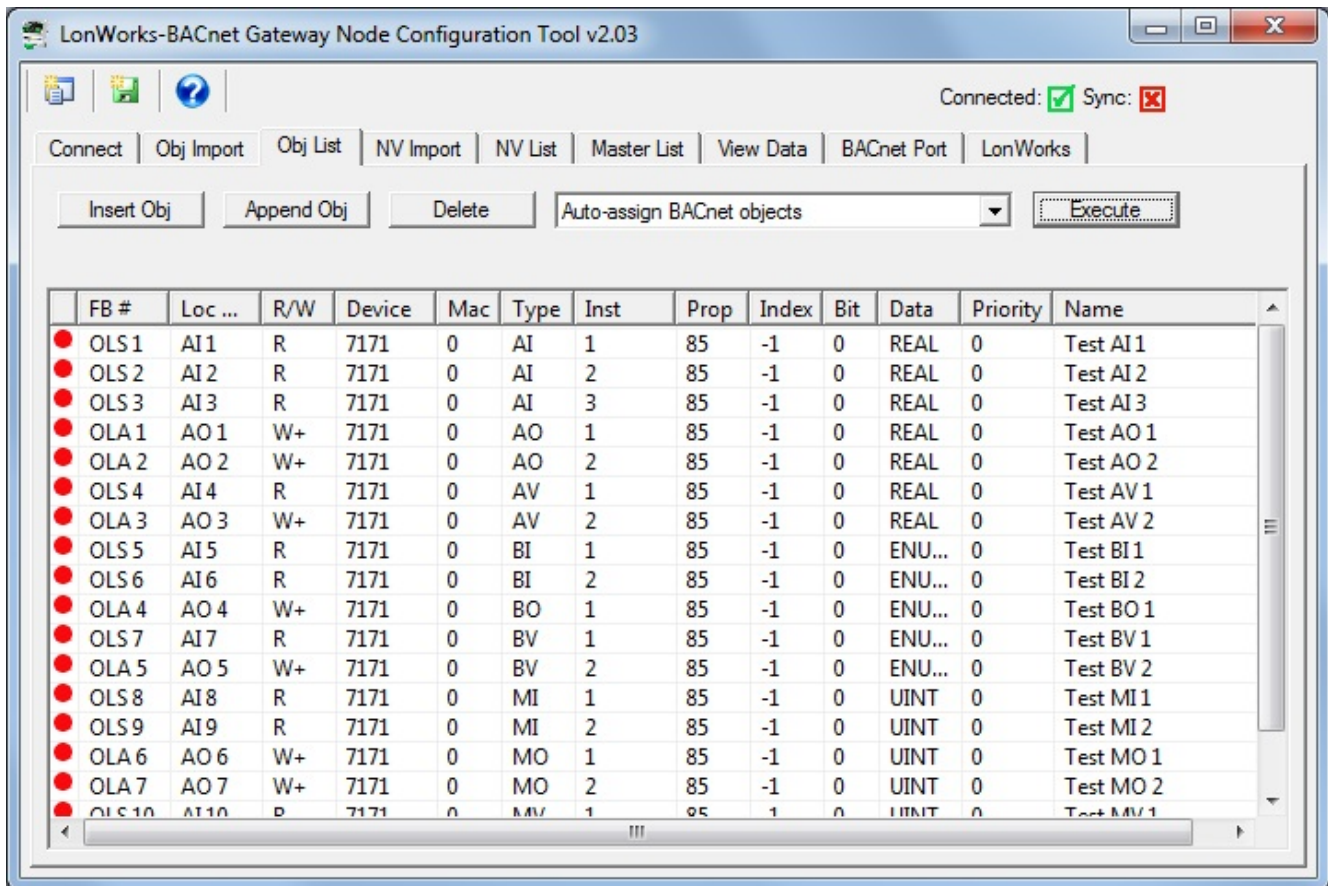 LonWorks-BACnet Gateway Node Configuration Tool v2.03
Connected: Sync:
Connect Obj Import Obj List NV Import NV List Master List View Data BACnet Port LonWorks
Insert Obj Append Obj Delete Auto-assign BACnet objects Execute
FB # Loc ... R/W Device Mac Type Inst Prop Index Bit Data Priority Name
OLS 1 AI 1 R 7171 0 AI 1 85 -1 0 REAL 0 Test AI 1
OLS 2 AI 2 R 7171 0 AI 2 85 -1 0 REAL 0 Test AI 2
OLS 3 AI 3 R 7171 0 AI 3 85 -1 0 REAL 0 Test AI 3
OLA 1 AO 1 W+ 7171 0 AO 1 85 -1 0 REAL 0 Test AO 1
OLA 2 AO 2 W+ 7171 0 AO 2 85 -1 0 REAL 0 Test AO 2
OLS 4 AI 4 R 7171 0 AV 1 85 -1 0 REAL 0 Test AV 1
OLA 3 AO 3 W+ 7171 0 AV 2 85 -1 0 REAL 0 Test AV 2
OLS 5 AI 5 R 7171 0 BI 1 85 -1 0 ENU... 0 Test BI 1
OLS 6 AI 6 R 7171 0 BI 2 85 -1 0 ENU... 0 Test BI 2
OLA 4 AO 4 W+ 7171 0 BO 1 85 -1 0 ENU... 0 Test BO 1
OLS 7 AI 7 R 7171 0 BV 1 85 -1 0 ENU... 0 Test BV 1
OLA 5 AO 5 W+ 7171 0 BV 2 85 -1 0 ENU... 0 Test BV 2
OLS 8 AI 8 R 7171 0 MI 1 85 -1 0 UINT 0 Test MI 1
OLS 9 AI 9 R 7171 0 MI 2 85 -1 0 UINT 0 Test MI 2
OLA 6 AO 6 W+ 7171 0 MO 1 85 -1 0 UINT 0 Test MO 1
OLA 7 AO 7 W+ 7171 0 MO 2 85 -1 0 UINT 0 Test MO 2
OLS 10 AI 10 R 7171 0 MV 1 85 -1 0 UINT 0 Test MV 1